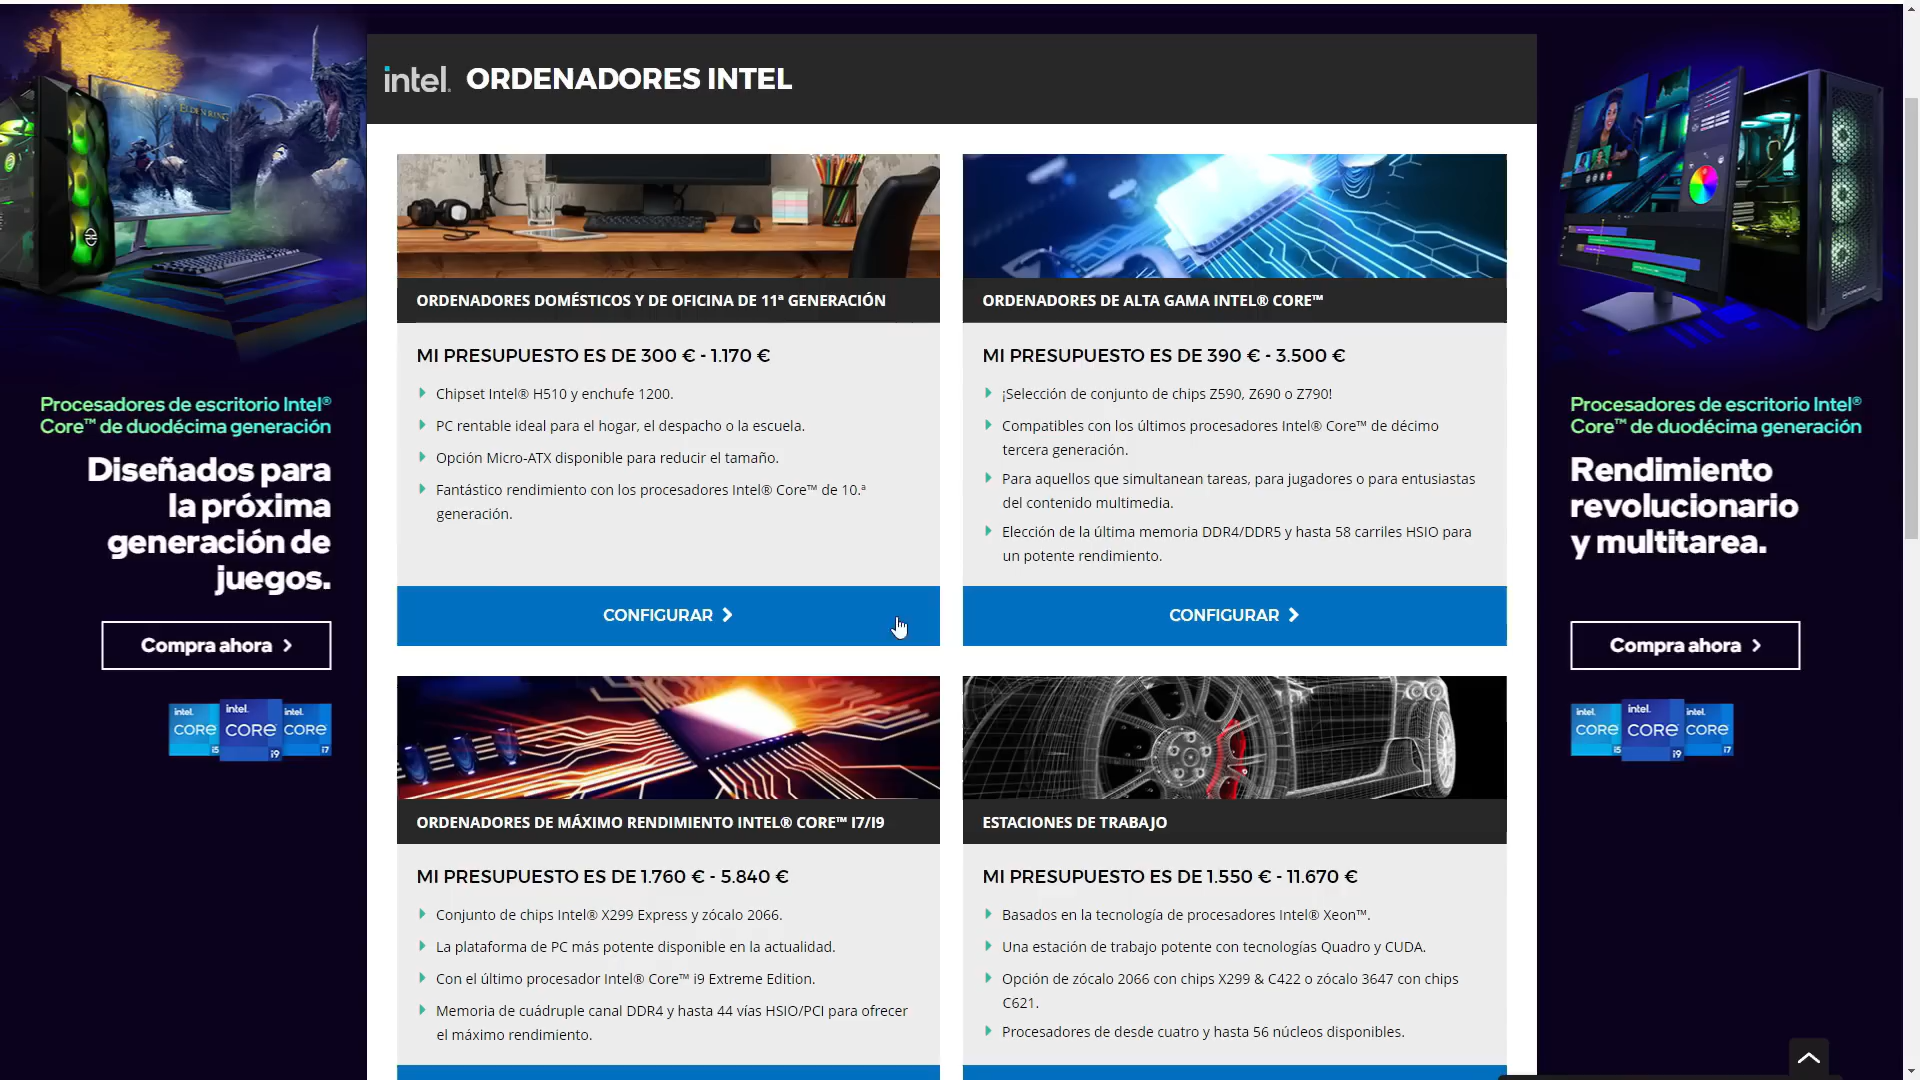 intel. ORDENADORES INTEL
ELDEN RING
Procesadores de escritorio Intel®
Core™ de duodécima generación
Diseñados para
la próxima
generación de
juegos.
Compra ahora
intel. intel. intel.
CORE CORE CORE
i5 i9 i7
ORDENADORES DOMÉSTICOS Y DE OFICINA DE 11ª GENERACIÓN
MI PRESUPUESTO ES DE 300 € - 1.170 €
Chipset Intel® H510 y enchufe 1200.
PC rentable ideal para el hogar, el despacho o la escuela.
Opción Micro-ATX disponible para reducir el tamaño.
Fantástico rendimiento con los procesadores Intel® Core™ de 10.ª
generación.
CONFIGURAR
ORDENADORES DE ALTA GAMA INTEL® CORE™
MI PRESUPUESTO ES DE 390 € - 3.500 €
¡Selección de conjunto de chips Z590, Z690 o Z790!
Compatibles con los últimos procesadores Intel® Core™ de décimo
tercera generación.
Para aquellos que simultanean tareas, para jugadores o para entusiastas
del contenido multimedia.
Elección de la última memoria DDR4/DDR5 y hasta 58 carriles HSIO para
un potente rendimiento.
CONFIGURAR
ORDENADORES DE MÁXIMO RENDIMIENTO INTEL® CORE™ I7/I9
MI PRESUPUESTO ES DE 1.760 € - 5.840 €
Conjunto de chips Intel® X299 Express y zócalo 2066.
La plataforma de PC más potente disponible en la actualidad.
Con el último procesador Intel® Core™ i9 Extreme Edition.
Memoria de cuádruple canal DDR4 y hasta 44 vías HSIO/PCI para ofrecer
el máximo rendimiento.
ESTACIONES DE TRABAJO
MI PRESUPUESTO ES DE 1.550 € - 11.670 €
Basados en la tecnología de procesadores Intel® Xeon™.
Una estación de trabajo potente con tecnologías Quadro y CUDA.
Opción de zócalo 2066 con chips X299 & C422 o zócalo 3647 con chips
C621.
Procesadores de desde cuatro y hasta 56 núcleos disponibles.
Procesadores de escritorio Intel®
Core™ de duodécima generación
Rendimiento
revolucionario
y multitarea.
Compra ahora
intel. intel. intel.
CORE CORE CORE
i5 i9 i7